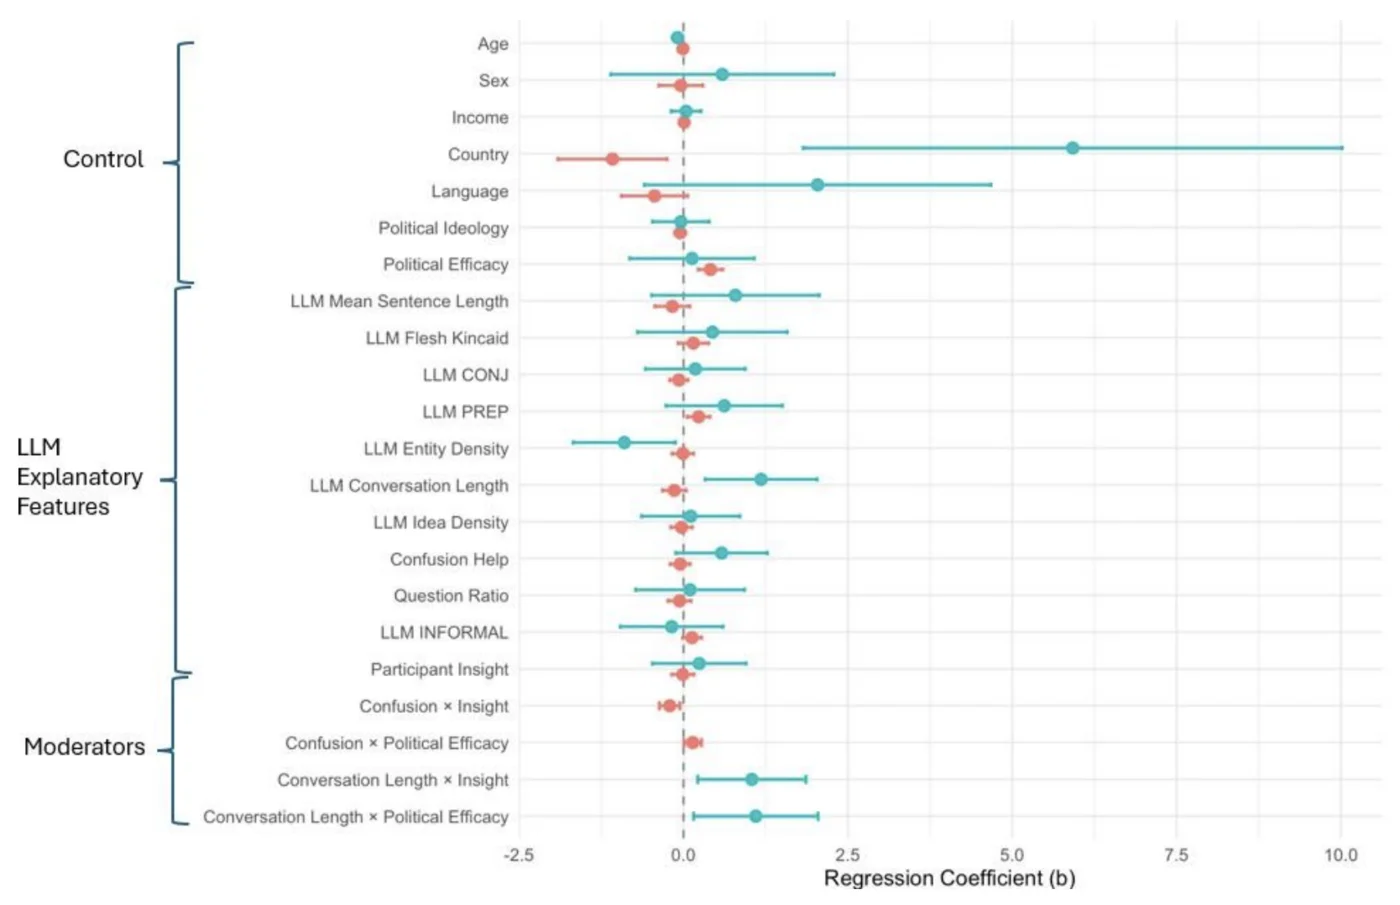 Control
LLM
Explanatory
Features
Moderators
Age
Sex
Income
Country
Language
Political Ideology
Political Efficacy
LLM Mean Sentence Length
LLM Flesh Kincaid
LLM CONJ
LLM PREP
LLM Entity Density
LLM Conversation Length
LLM Idea Density
Confusion Help
Question Ratio
LLM INFORMAL
Participant Insight
Confusion × Insight
Confusion × Political Efficacy
Conversation Length × Insight
Conversation Length × Political Efficacy
-2.5 0.0 2.5 5.0 7.5 10.0
Regression Coefficient (b)